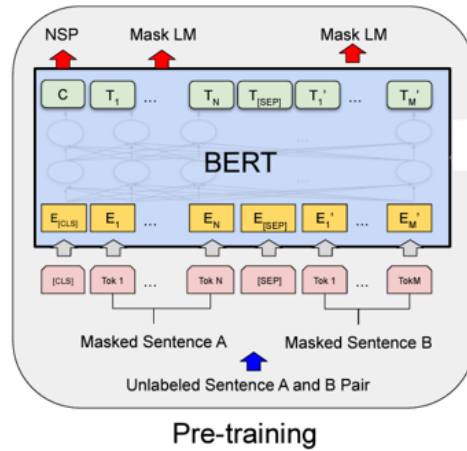 NSP Mask LM Mask LM
C T1 ... TN T[SEP] T1' ... TM'
...
BERT
...
E[CLS] E1 ... EN E[SEP] E1' ... EM'
[CLS] Tok 1 ... Tok N [SEP] Tok 1 ... TokM
Masked Sentence A Masked Sentence B
Unlabeled Sentence A and B Pair
Pre-training